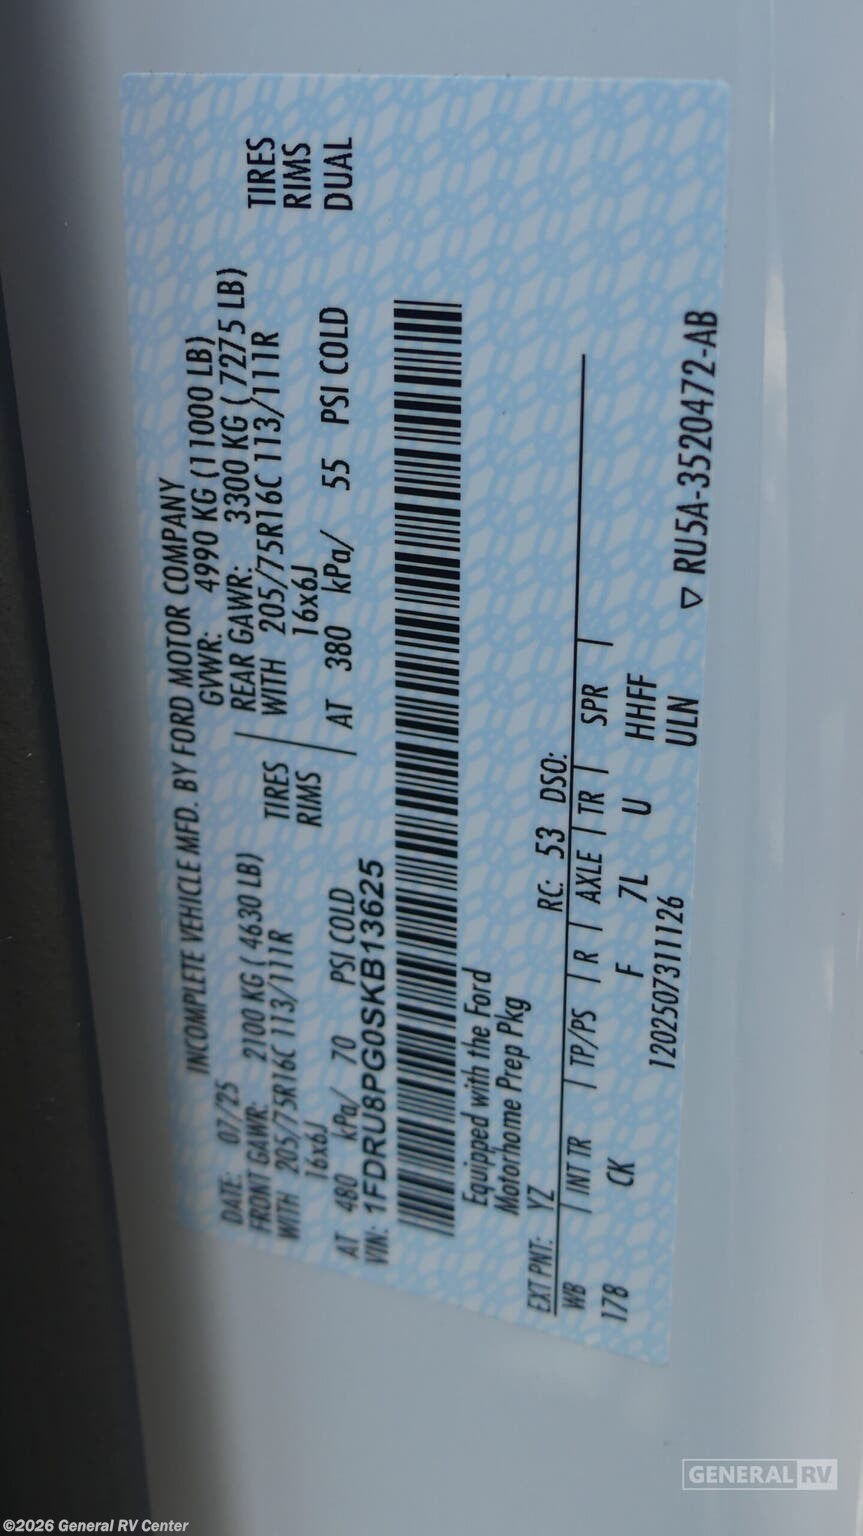 INCOMPLETE VEHICLE MFD. BY FORD MOTOR COMPANY
DATE: 07/25 GVWR: 4990 KG (11000 LB)
FRONT GAWR: 2100 KG ( 4630 LB) REAR GAWR: 3300 KG ( 7275 LB)
WITH 205/75R16C 113/111R TIRES WITH 205/75R16C 113/111R TIRES
16x6J RIMS 16x6J RIMS
AT 480 kPa/ 70 PSI COLD AT 380 kPa/ 55 PSI COLD DUAL
VIN: 1FDRU8PG0SKB13625
Equipped with the Ford
Motorhome Prep Pkg
EXT PNT: YZ RC: 53 DSO:
WB | INT TR | TP/PS | R | AXLE | TR | SPR |
178 CK F 7L U HHFF
1202507311126 ULN
▽ RU5A-3520472-AB
GENERAL RV
©2026 General RV Center